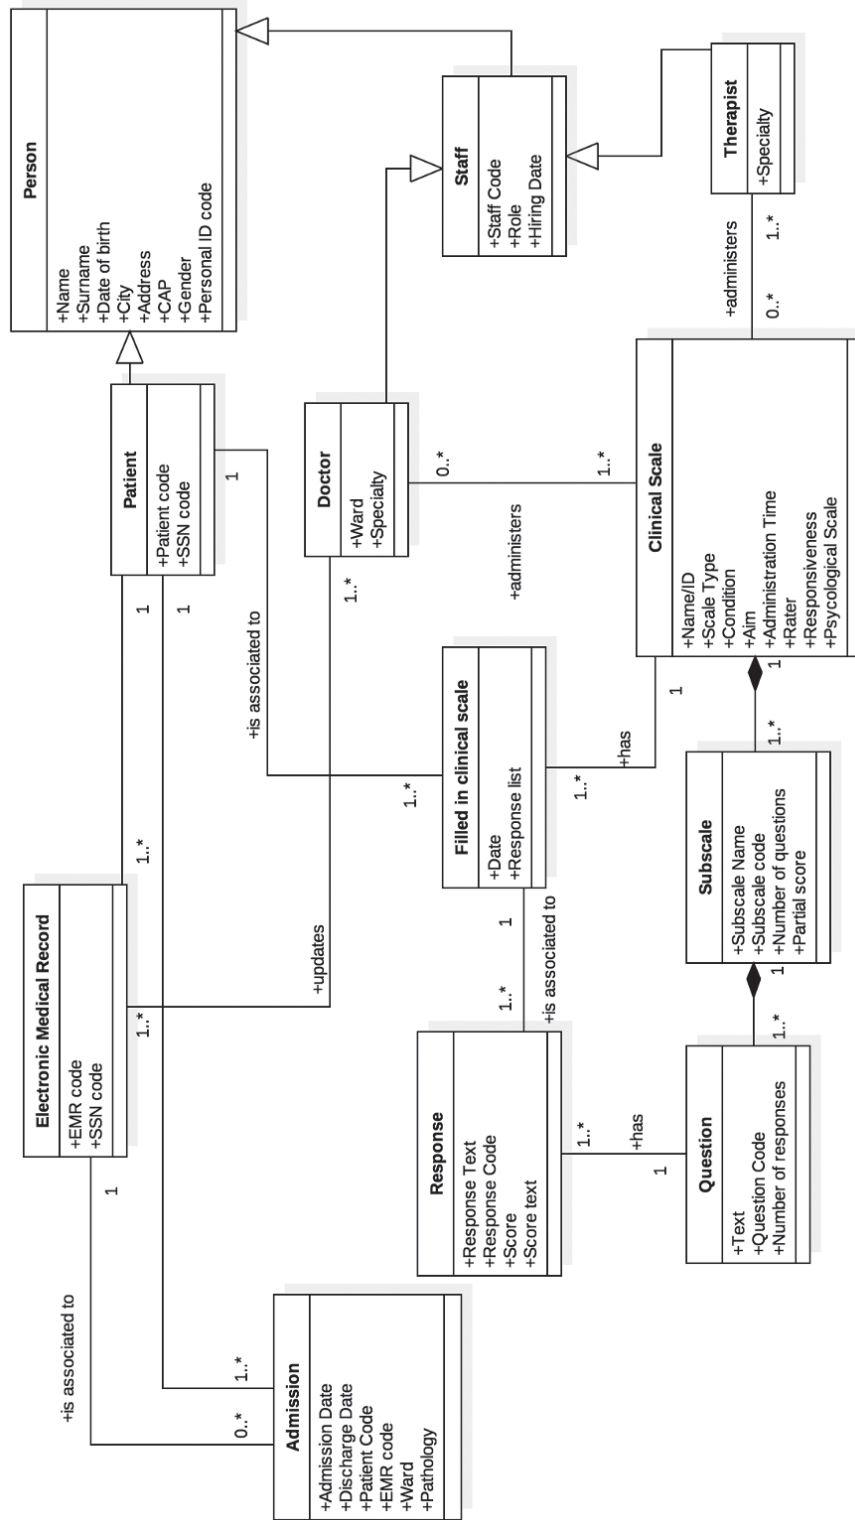 Person
+Name
+Surname
+Date of birth
+City
+Address
+CAP
+Gender
+Personal ID code
Staff
+Staff Code
+Role
+Hiring Date
Therapist
+Specialty
Patient
+Patient code
+SSN code
Doctor
+Ward
+Specialty
+administers
1..*
0..*
Clinical Scale
+Name/ID
+Scale Type
+Condition
+Aim
+Administration Time
+Rater
+Responsiveness
+Psycological Scale
1
0..*
1..*
+administers
1
1
1..*
+is associated to
Filled in clinical scale
+Date
+Response list
1..*
1..*
+has
1
1
1..*
Electronic Medical Record
+EMR code
+SSN code
1..*
1..*
+updates
Subscale
+Subscale Name
+Subscale code
+Number of questions
+Partial score
1
1..*
+is associated to
1
1..*
Response
+Response Text
+Response Code
+Score
+Score text
1..*
+has
1
Question
+Text
+Question Code
+Number of responses
1
+is associated to
0..*
1..*
Admission
+Admission Date
+Discharge Date
+Patient Code
+EMR code
+Ward
+Pathology